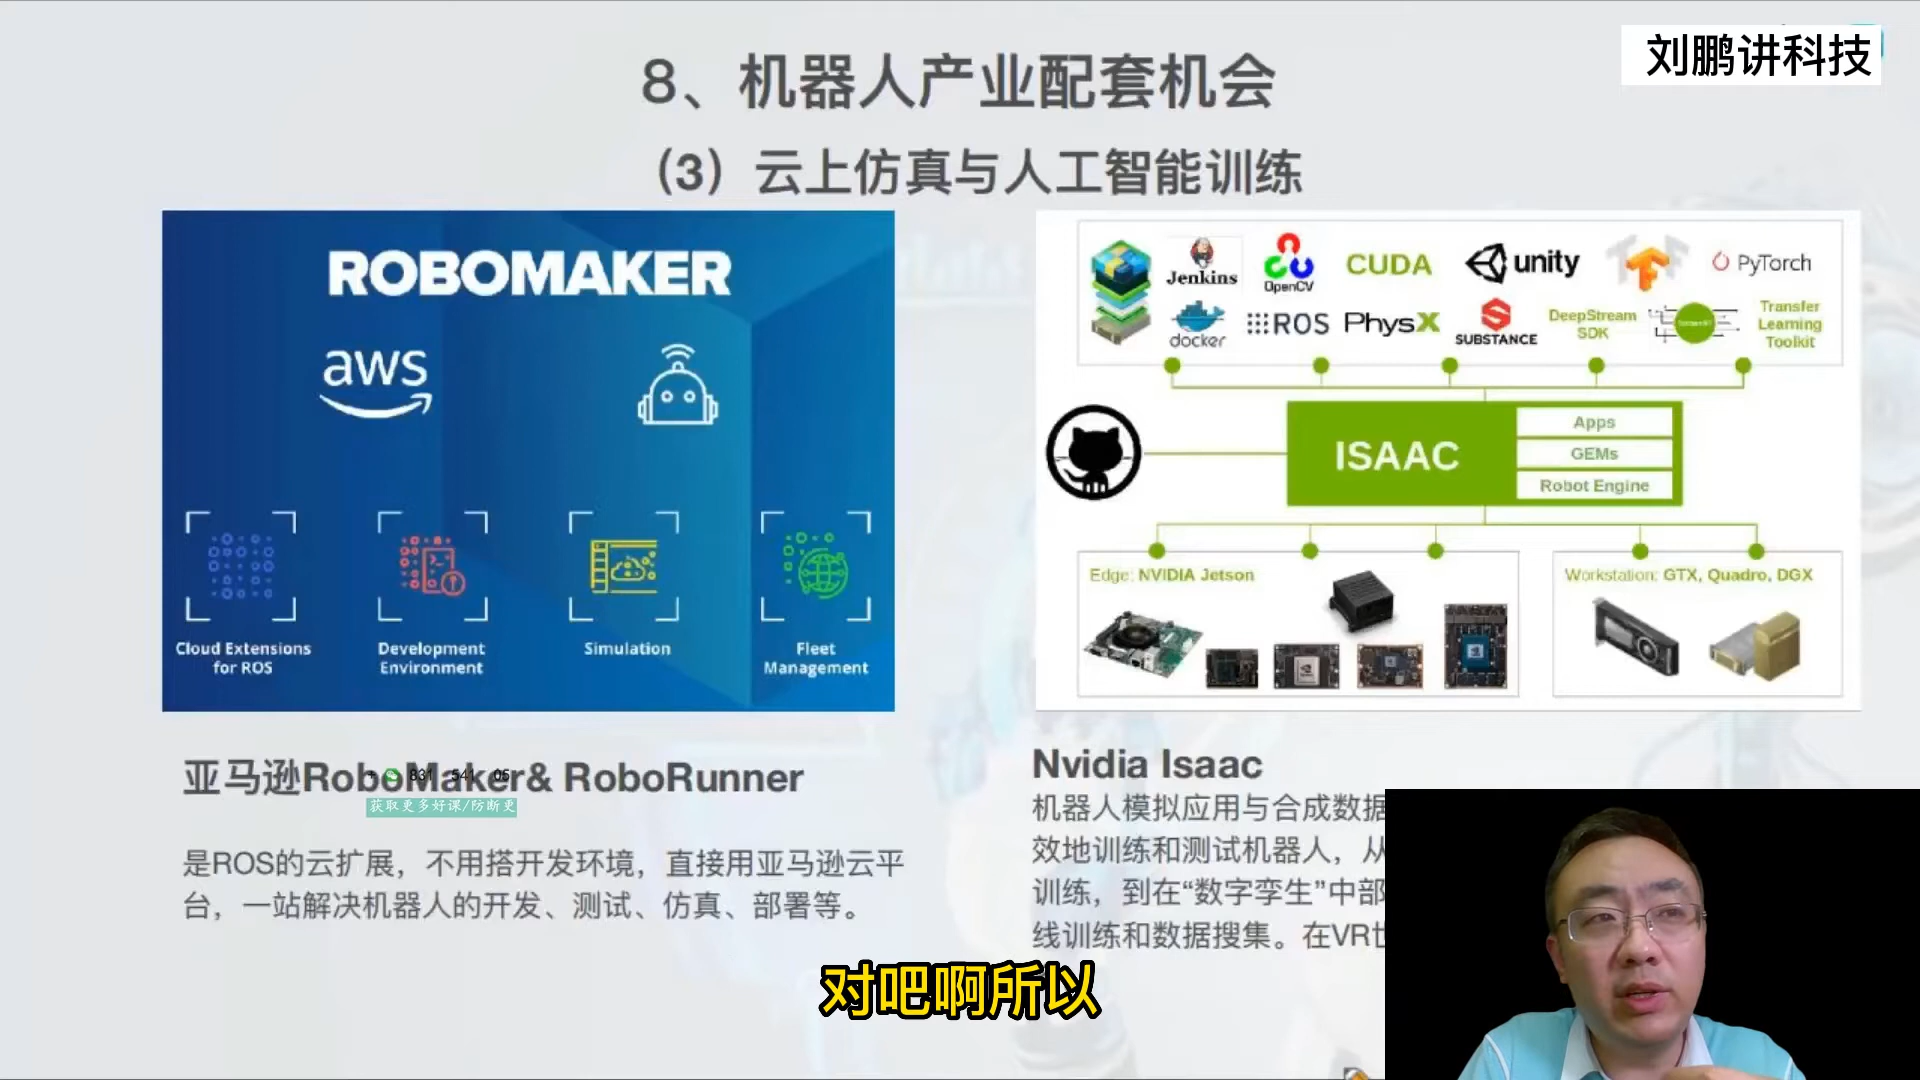 刘鹏讲科技
8、机器人产业配套机会
（3）云上仿真与人工智能训练
ROBOMAKER
aws
Cloud Extensions for ROS
Development Environment
Simulation
Fleet Management
Jenkins
OpenCV
CUDA
unity
PyTorch
docker
ROS
PhysX
SUBSTANCE
DeepStream SDK
Transfer Learning Toolkit
ISAAC
Apps
GEMs
Robot Engine
Edge: NVIDIA Jetson
Workstation: GTX, Quadro, DGX
亚马逊RoboMaker& RoboRunner
+ 831 541 05
获取更多好课/防断更
是ROS的云扩展，不用搭开发环境，直接用亚马逊云平
台，一站解决机器人的开发、测试、仿真、部署等。
Nvidia Isaac
机器人模拟应用与合成数据
效地训练和测试机器人，从
训练，到在“数字孪生”中部
线训练和数据搜集。在VR
对吧啊所以